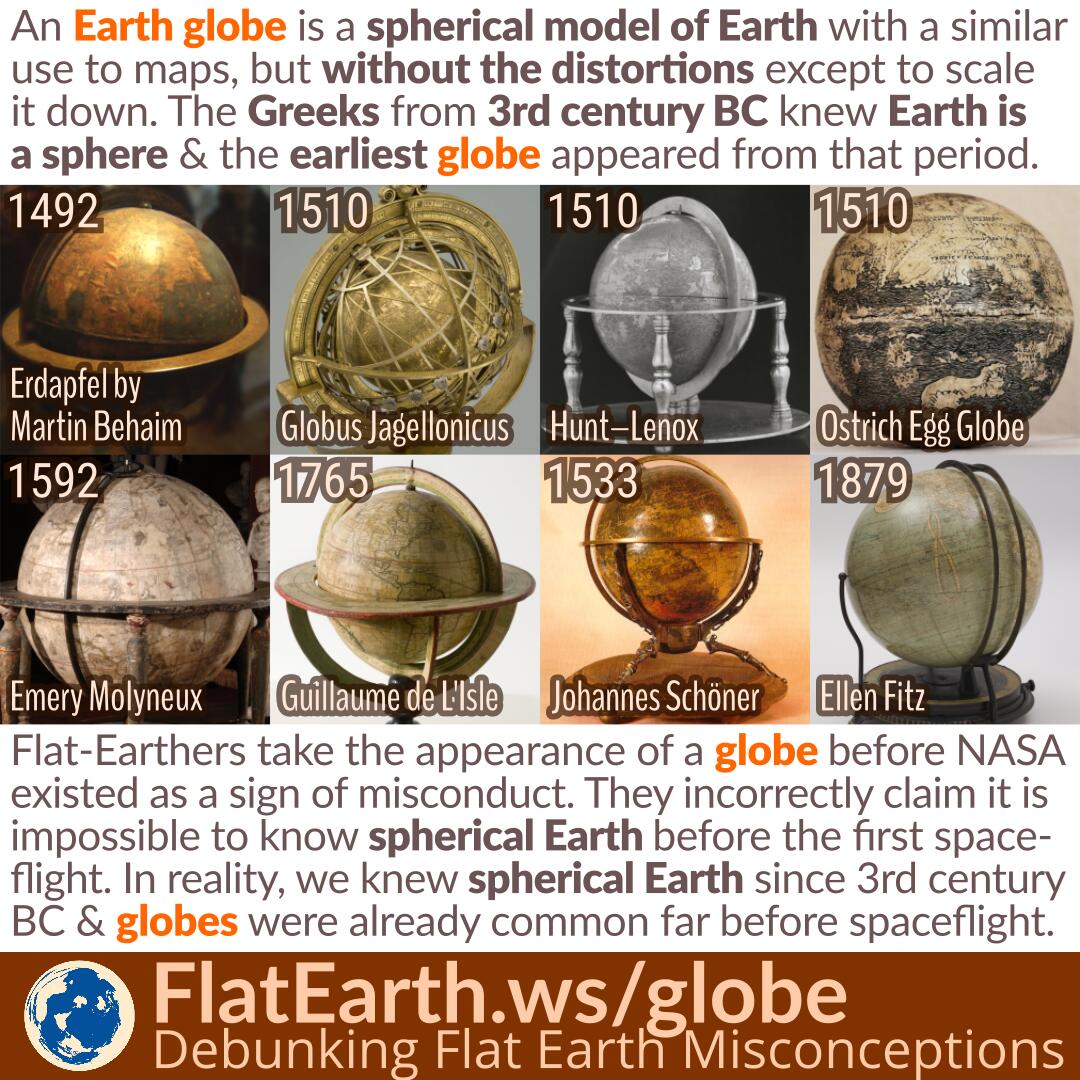 An Earth globe is a spherical model of Earth with a similar
use to maps, but without the distortions except to scale
it down. The Greeks from 3rd century BC knew Earth is
a sphere & the earliest globe appeared from that period.
1492
Erdapfel by
Martin Behaim
1510
Globus Jagellonicus
1510
Hunt–Lenox
1510
Ostrich Egg Globe
1592
Emery Molyneux
1765
Guillaume de L'Isle
1533
Johannes Schöner
1879
Ellen Fitz
Flat-Earthers take the appearance of a globe before NASA
existed as a sign of misconduct. They incorrectly claim it is
impossible to know spherical Earth before the first space-
flight. In reality, we knew spherical Earth since 3rd century
BC & globes were already common far before spaceflight.
FlatEarth.ws/globe
Debunking Flat Earth Misconceptions